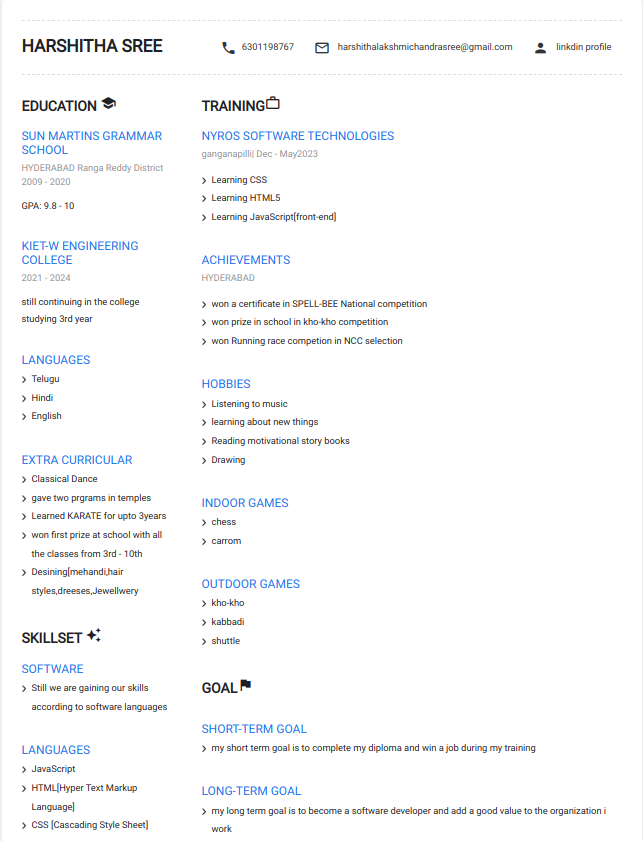 HARSHITHA SREE
6301198767
harshithalakshmichandrasree@gmail.com
linkdin profile
EDUCATION
SUN MARTINS GRAMMAR
SCHOOL
HYDERABAD Ranga Reddy District
2009 - 2020
GPA: 9.8 - 10
KIET-W ENGINEERING
COLLEGE
2021 - 2024
still continuing in the college
studying 3rd year
LANGUAGES
Telugu
Hindi
English
EXTRA CURRICULAR
Classical Dance
gave two prgrams in temples
Learned KARATE for upto 3years
won first prize at school with all
the classes from 3rd - 10th
Desining[mehandi,hair
styles,dreeses,Jewellwery
SKILLSET
SOFTWARE
Still we are gaining our skills
according to software languages
LANGUAGES
JavaScript
HTML[Hyper Text Markup
Language]
CSS [Cascading Style Sheet]
TRAINING
NYROS SOFTWARE TECHNOLOGIES
ganganapilli| Dec - May2023
Learning CSS
Learning HTML5
Learning JavaScript[front-end]
ACHIEVEMENTS
HYDERABAD
won a certificate in SPELL-BEE National competition
won prize in school in kho-kho competition
won Running race competion in NCC selection
HOBBIES
Listening to music
learning about new things
Reading motivational story books
Drawing
INDOOR GAMES
chess
carrom
OUTDOOR GAMES
kho-kho
kabbadi
shuttle
GOAL
SHORT-TERM GOAL
my short term goal is to complete my diploma and win a job during my training
LONG-TERM GOAL
my long term goal is to become a software developer and add a good value to the organization i
work